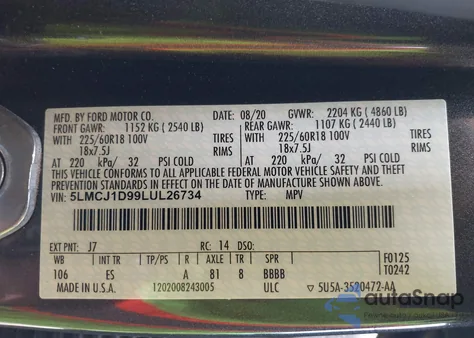 MFD. BY FORD MOTOR CO. 08/20 GVWR: 2204 KG ( 4860 LB)
FRONT GAWR: 1152 KG ( 2540 LB) REAR GAWR: 1107 KG ( 2440 LB)
WITH 225/60R18 100V TIRES WITH 225/60R18 100V TIRES
18x7.5J RIMS 18x7.5J RIMS
AT 220 kPa/ 32 PSI COLD AT 220 kPa/ 32 PSI COLD
THIS VEHICLE CONFORMS TO ALL APPLICABLE FEDERAL MOTOR VEHICLE SAFETY AND THEFT PREVENTION STANDARDS IN EFFECT ON THE DATE OF MANUFACTURE SHOWN ABOVE.
VIN: 5LMCJ1D99LUL26734 TYPE: MPV
EXT PNT: J7 RC: 14 DSO:
WB INT TR TP/PS R AXLE TR SPR F0125
106 ES A 81 8 BBBB T0242
MADE IN U.S.A. 1202008243005 ULC 5U5A-3520472-AA
autoSnap